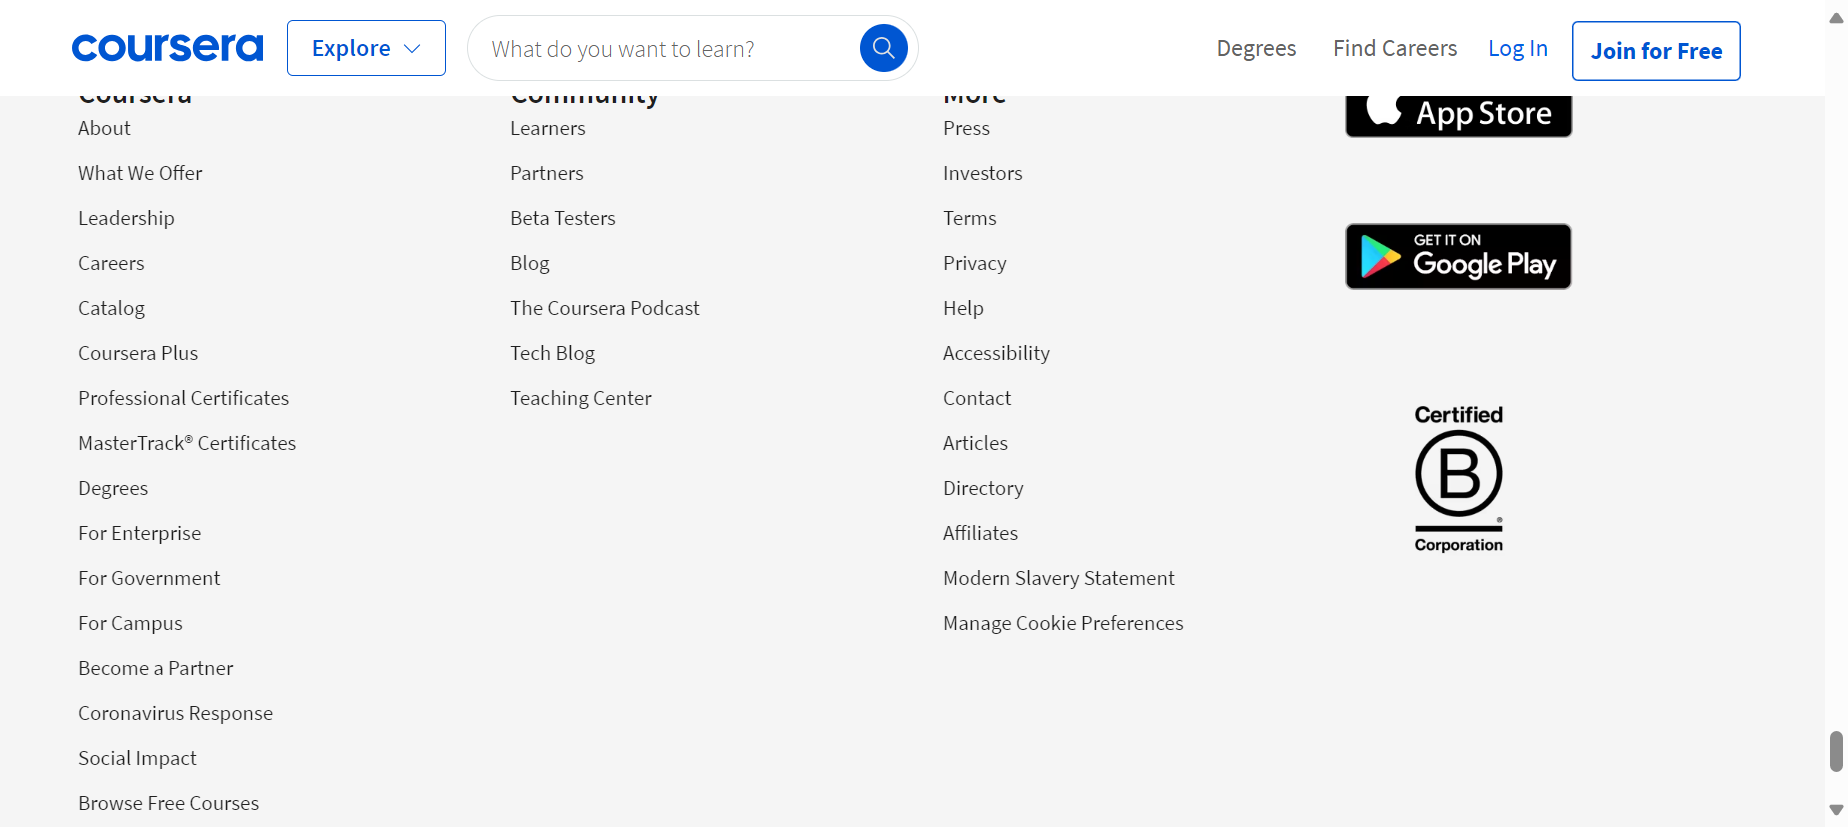 coursera
Explore
What do you want to learn?
Degrees
Find Careers
Log In
Join for Free
Coursera
About
What We Offer
Leadership
Careers
Catalog
Coursera Plus
Professional Certificates
MasterTrack® Certificates
Degrees
For Enterprise
For Government
For Campus
Become a Partner
Coronavirus Response
Social Impact
Browse Free Courses
Community
Learners
Partners
Beta Testers
Blog
The Coursera Podcast
Tech Blog
Teaching Center
More
Press
Investors
Terms
Privacy
Help
Accessibility
Contact
Articles
Directory
Affiliates
Modern Slavery Statement
Manage Cookie Preferences
App Store
GET IT ON
Google Play
Certified
B
®
Corporation